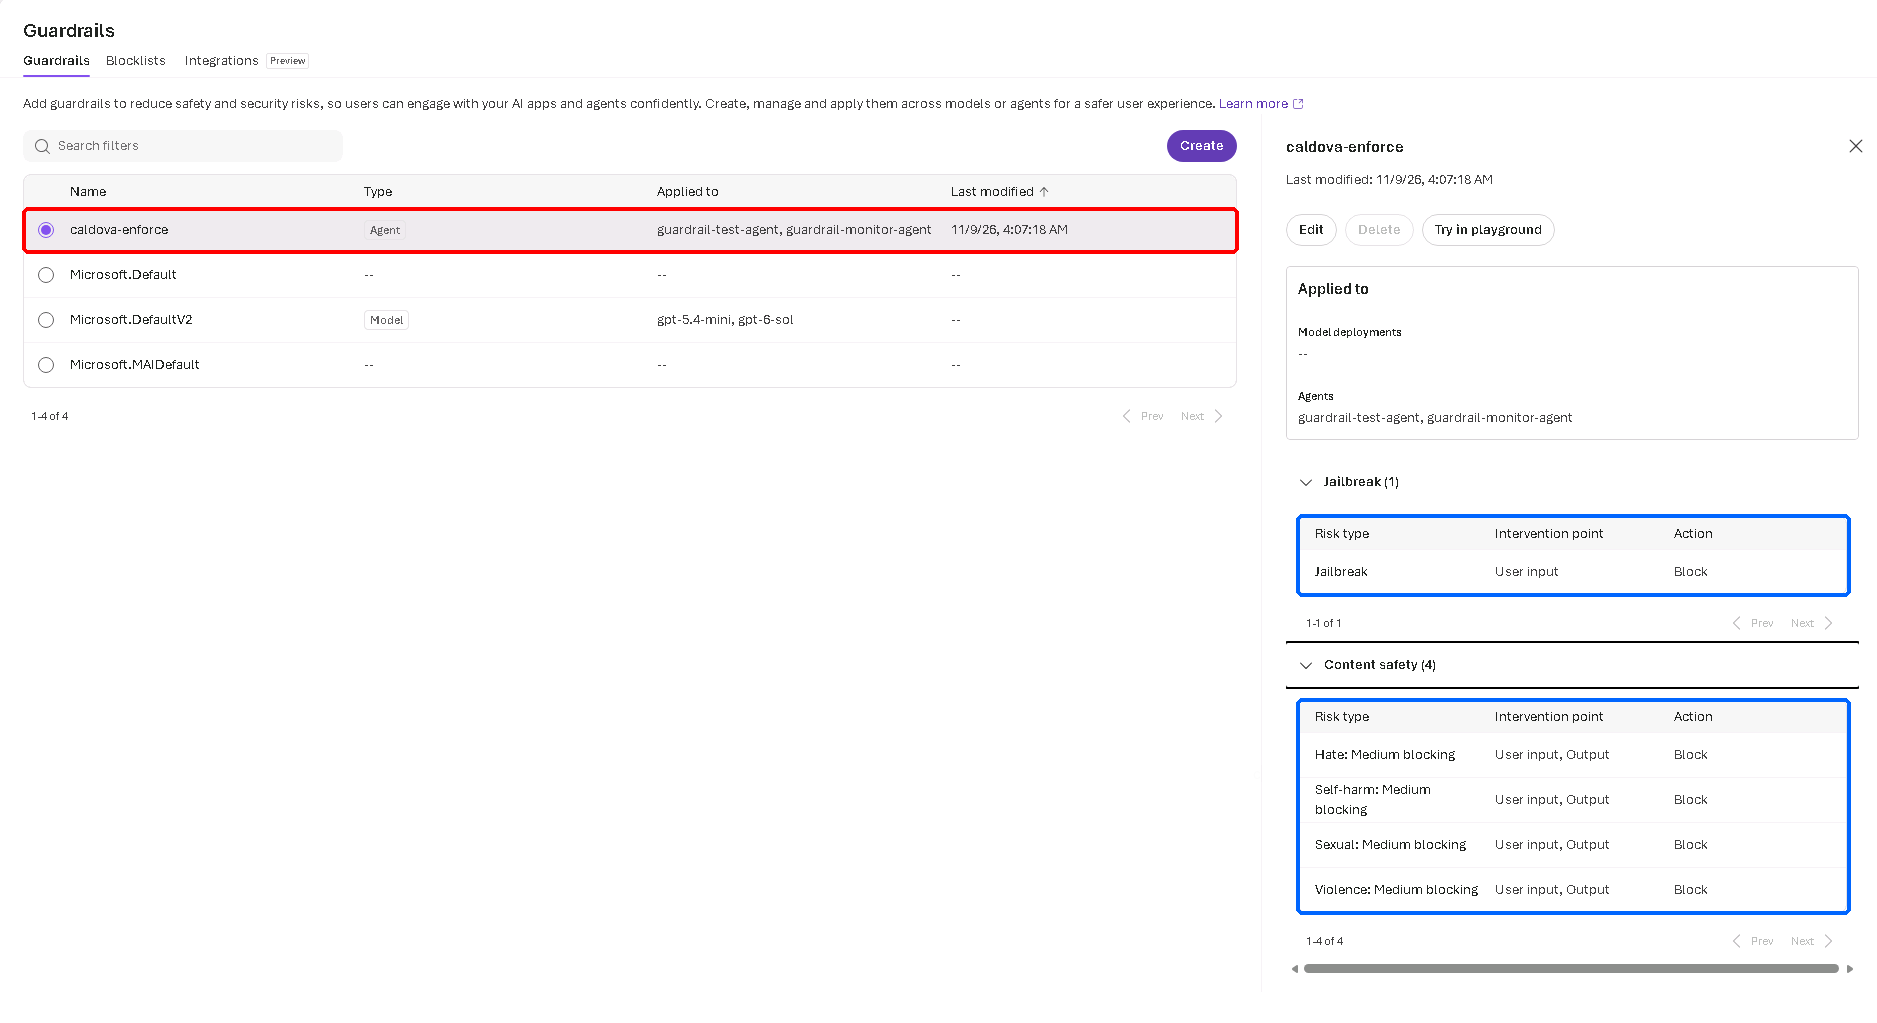 Guardrails
Guardrails Blocklists Integrations Preview
Add guardrails to reduce safety and security risks, so users can engage with your AI apps and agents confidently. Create, manage and apply them across models or agents for a safer user experience. Learn more
Search filters
Create
Name Type Applied to Last modified
caldova-enforce Agent guardrail-test-agent, guardrail-monitor-agent 11/9/26, 4:07:18 AM
Microsoft.Default -- -- --
Microsoft.DefaultV2 Model gpt-5.4-mini, gpt-6-sol --
Microsoft.MAIDefault -- -- --
1-4 of 4 Prev Next
caldova-enforce
Last modified: 11/9/26, 4:07:18 AM
Edit Delete Try in playground
Applied to
Model deployments
--
Agents
guardrail-test-agent, guardrail-monitor-agent
Jailbreak (1)
Risk type Intervention point Action
Jailbreak User input Block
1-1 of 1 Prev Next
Content safety (4)
Risk type Intervention point Action
Hate: Medium blocking User input, Output Block
Self-harm: Medium
blocking User input, Output Block
Sexual: Medium blocking User input, Output Block
Violence: Medium blocking User input, Output Block
1-4 of 4 Prev Next